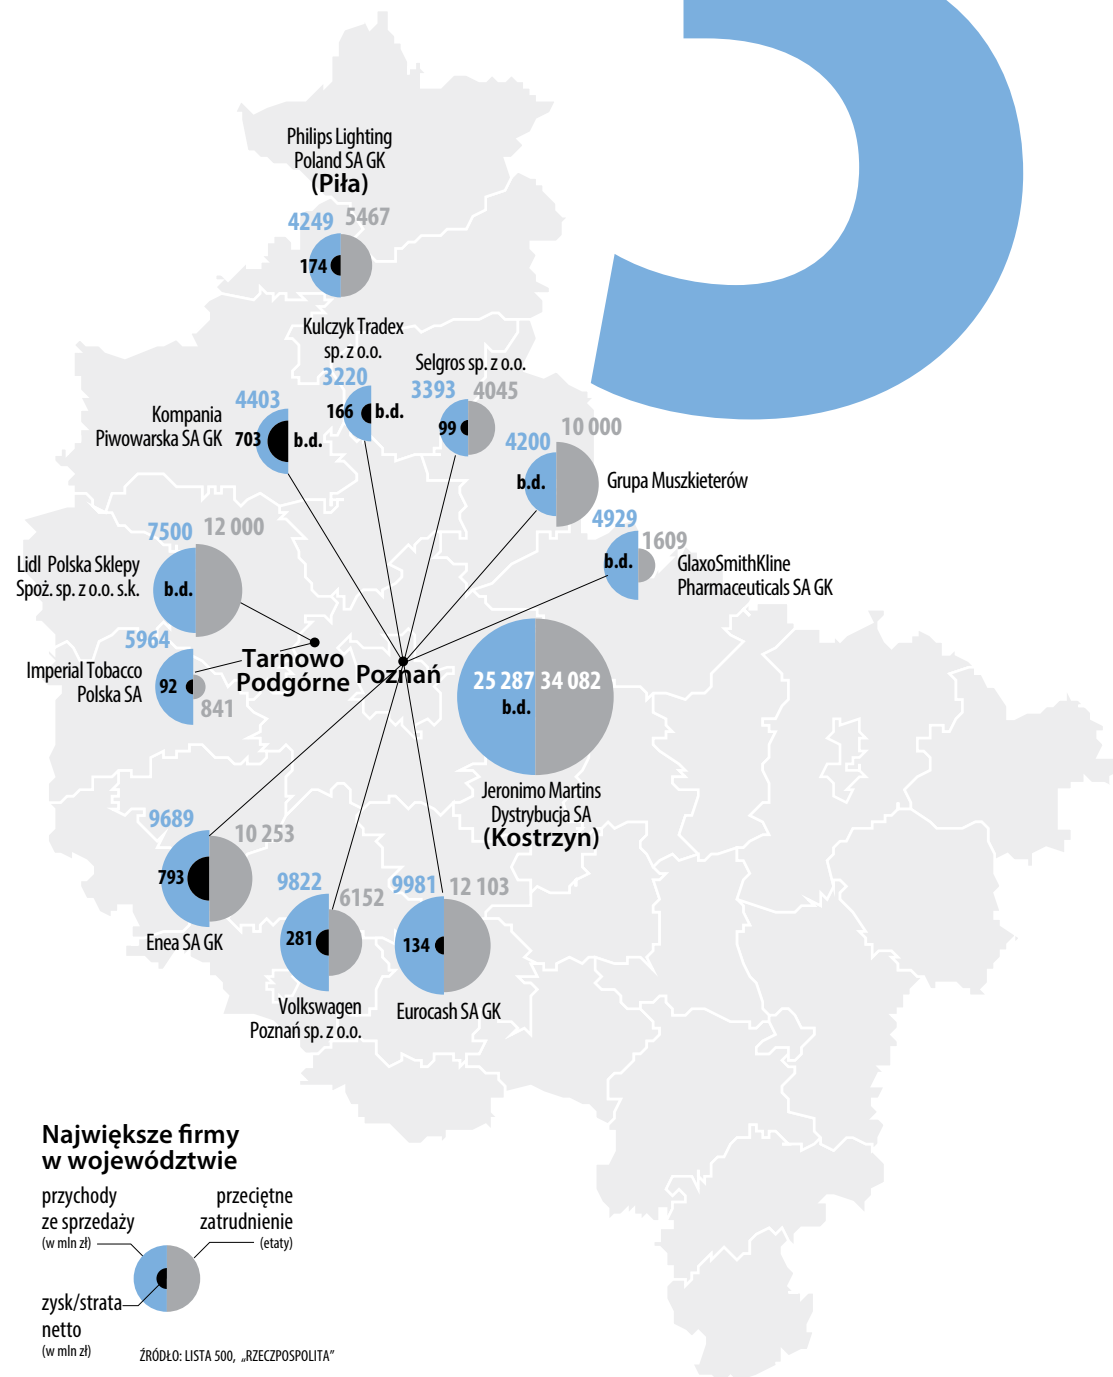 Philips Lighting
Poland SA GK
(Piła)
4249 5467
174
Kulczyk Tradex
sp. z o.o.
3220
166 b.d.
Selgros sp. z o.o.
3393 4045
99
Kompania
Piwowarska SA GK
4403
703 b.d.
10 000
4200
b.d.
Grupa Muszkieterów
4929
1609
b.d.
GlaxoSmithKline
Pharmaceuticals SA GK
7500 12 000
Lidl Polska Sklepy
Spoż. sp. z o.o. s.k.
b.d.
5964
Imperial Tobacco
Polska SA
92
841
Tarnowo
Podgórne
Poznań
25 287 34 082
b.d.
Jeronimo Martins
Dystrybucja SA
(Kostrzyn)
9689
10 253
793
Enea SA GK
9822
6152
281
Volkswagen
Poznań sp. z o.o.
9981 12 103
134
Eurocash SA GK
Największe firmy
w województwie
przychody
ze sprzedaży
(w mln zł)
przeciętne
zatrudnienie
(etaty)
zysk/strata
netto
(w mln zł)
ŹRÓDŁO: LISTA 500, „RZECZPOSPOLITA”